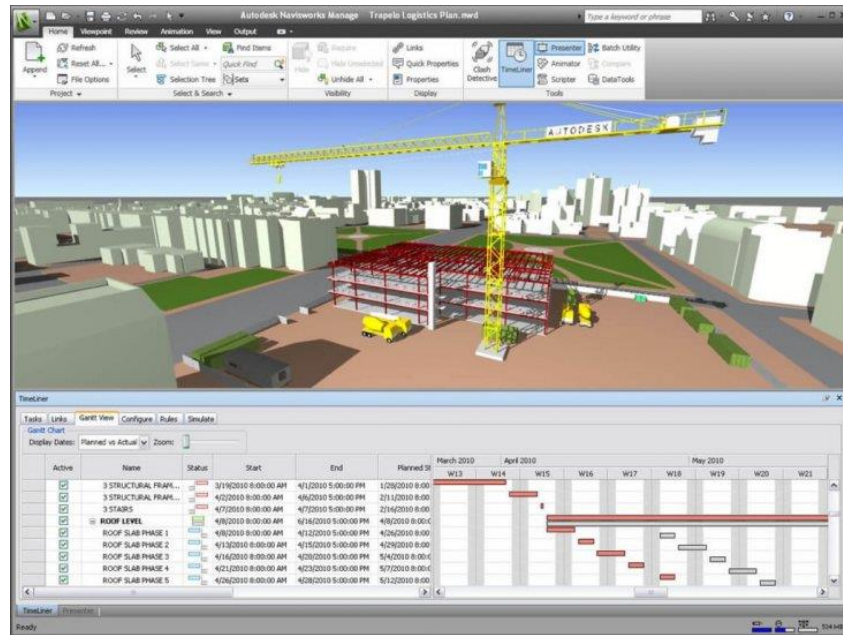 Autodesk Navisworks Manage Trapelo Logistics Plan.nwd
Type a keyword or phrase
Home Viewpoint Review Animation View Output
Append
Refresh
Reset All...
File Options
Project
Select
Select All
Select Same
Selection Tree
Find Items
Quick Find
Sets
Select & Search
Hide
Require
Hide Unselected
Unhide All
Visibility
Links
Quick Properties
Properties
Display
Clash Detective
TimeLiner
Presenter
Animator
Scripter
Batch Utility
Compare
DataTools
Tools
AUTODESK
TimeLiner
Tasks Links Gantt View Configure Rules Simulate
Gantt Chart
Display Dates: Planned vs Actual Zoom:
Active Name Status Start End Planned St
March 2010 April 2010 May 2010
W13 W14 W15 W16 W17 W18 W19 W20 W21
3 STRUCTURAL FRAM... 3/19/2010 8:00:00 AM 4/1/2010 5:00:00 PM 1/28/2010 8:00
3 STRUCTURAL FRAM... 4/2/2010 8:00:00 AM 4/6/2010 5:00:00 PM 2/11/2010 8:00
3 STAIRS 4/7/2010 8:00:00 AM 4/7/2010 5:00:00 PM 2/16/2010 8:00
ROOF LEVEL 4/8/2010 8:00:00 AM 6/16/2010 5:00:00 PM 4/8/2010 8:00:0
ROOF SLAB PHASE 1 4/8/2010 8:00:00 AM 4/12/2010 5:00:00 PM 4/26/2010 8:00
ROOF SLAB PHASE 2 4/13/2010 8:00:00 AM 4/15/2010 5:00:00 PM 4/29/2010 8:00
ROOF SLAB PHASE 3 4/16/2010 8:00:00 AM 4/20/2010 5:00:00 PM 5/4/2010 8:00:0
ROOF SLAB PHASE 4 4/21/2010 8:00:00 AM 4/23/2010 5:00:00 PM 5/7/2010 8:00:0
ROOF SLAB PHASE 5 4/26/2010 8:00:00 AM 4/28/2010 5:00:00 PM 5/12/2010 8:00
TimeLiner Presenter
Ready